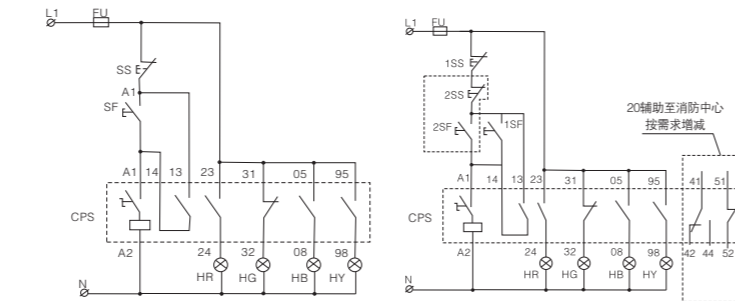 L1
FU
SS
A1
SF
A1 14 13 23 31 05 95
CPS
A2 24 32 08 98
HR HG HB HY
N
L1
FU
1SS
2SS
2SF 1SF
20辅助至消防中心
按需求增减
A1 14 13 23 31 05 95 41 51
CPS
A2 24 32 08 98 42 44 52
HR HG HB HY
N